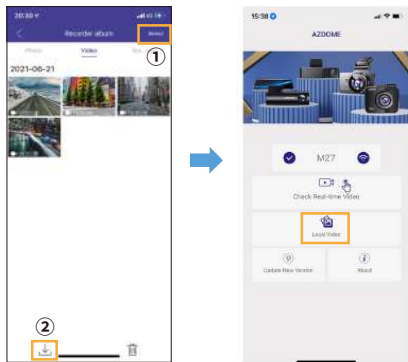 20:30
Recorder album
Select
①
Photo
Video
2021-06-21
②
15:38
AZDOME
M27
Check Real-time Video
Local Video
Update New Version
About